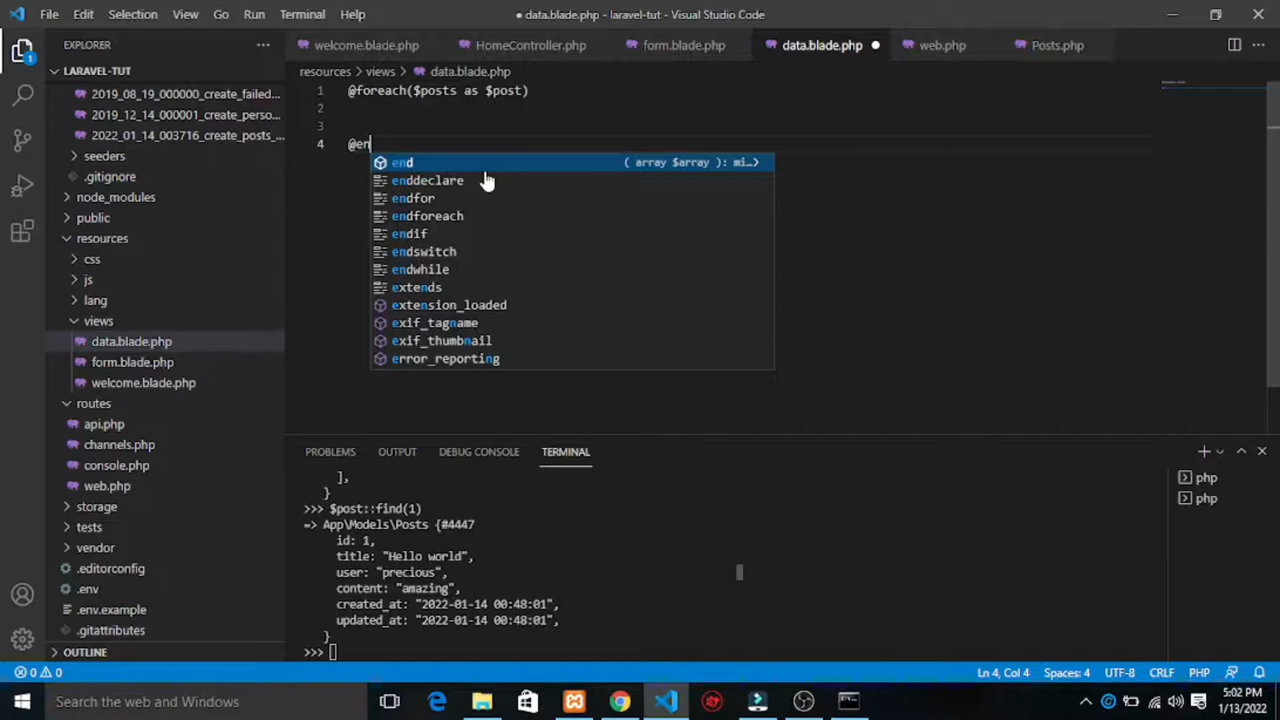 File Edit Selection View Go Run Terminal Help
● data.blade.php - laravel-tut - Visual Studio Code
EXPLORER
welcome.blade.php HomeController.php form.blade.php data.blade.php ● web.php Posts.php
LARAVEL-TUT
resources > views > data.blade.php
2019_08_19_000000_create_failed...
2019_12_14_000001_create_perso...
2022_01_14_003716_create_posts_...
seeders
.gitignore
node_modules
public
resources
css
js
lang
views
data.blade.php
form.blade.php
welcome.blade.php
routes
api.php
channels.php
console.php
web.php
storage
tests
vendor
.editorconfig
.env
.env.example
.gitattributes
OUTLINE
1 @foreach($posts as $post)
2
3
4 @en
end ( array $array ): mi…>
enddeclare
endfor
endforeach
endif
endswitch
endwhile
extends
extension_loaded
exif_tagname
exif_thumbnail
error_reporting
PROBLEMS OUTPUT DEBUG CONSOLE TERMINAL
],
}
>>> $post::find(1)
=> App\Models\Posts {#4447
id: 1,
title: "Hello world",
user: "precious",
content: "amazing",
created_at: "2022-01-14 00:48:01",
updated_at: "2022-01-14 00:48:01",
}
>>>
php
php
0 0
Ln 4, Col 4 Spaces: 4 UTF-8 CRLF PHP
Search the web and Windows
5:02 PM
1/13/2022